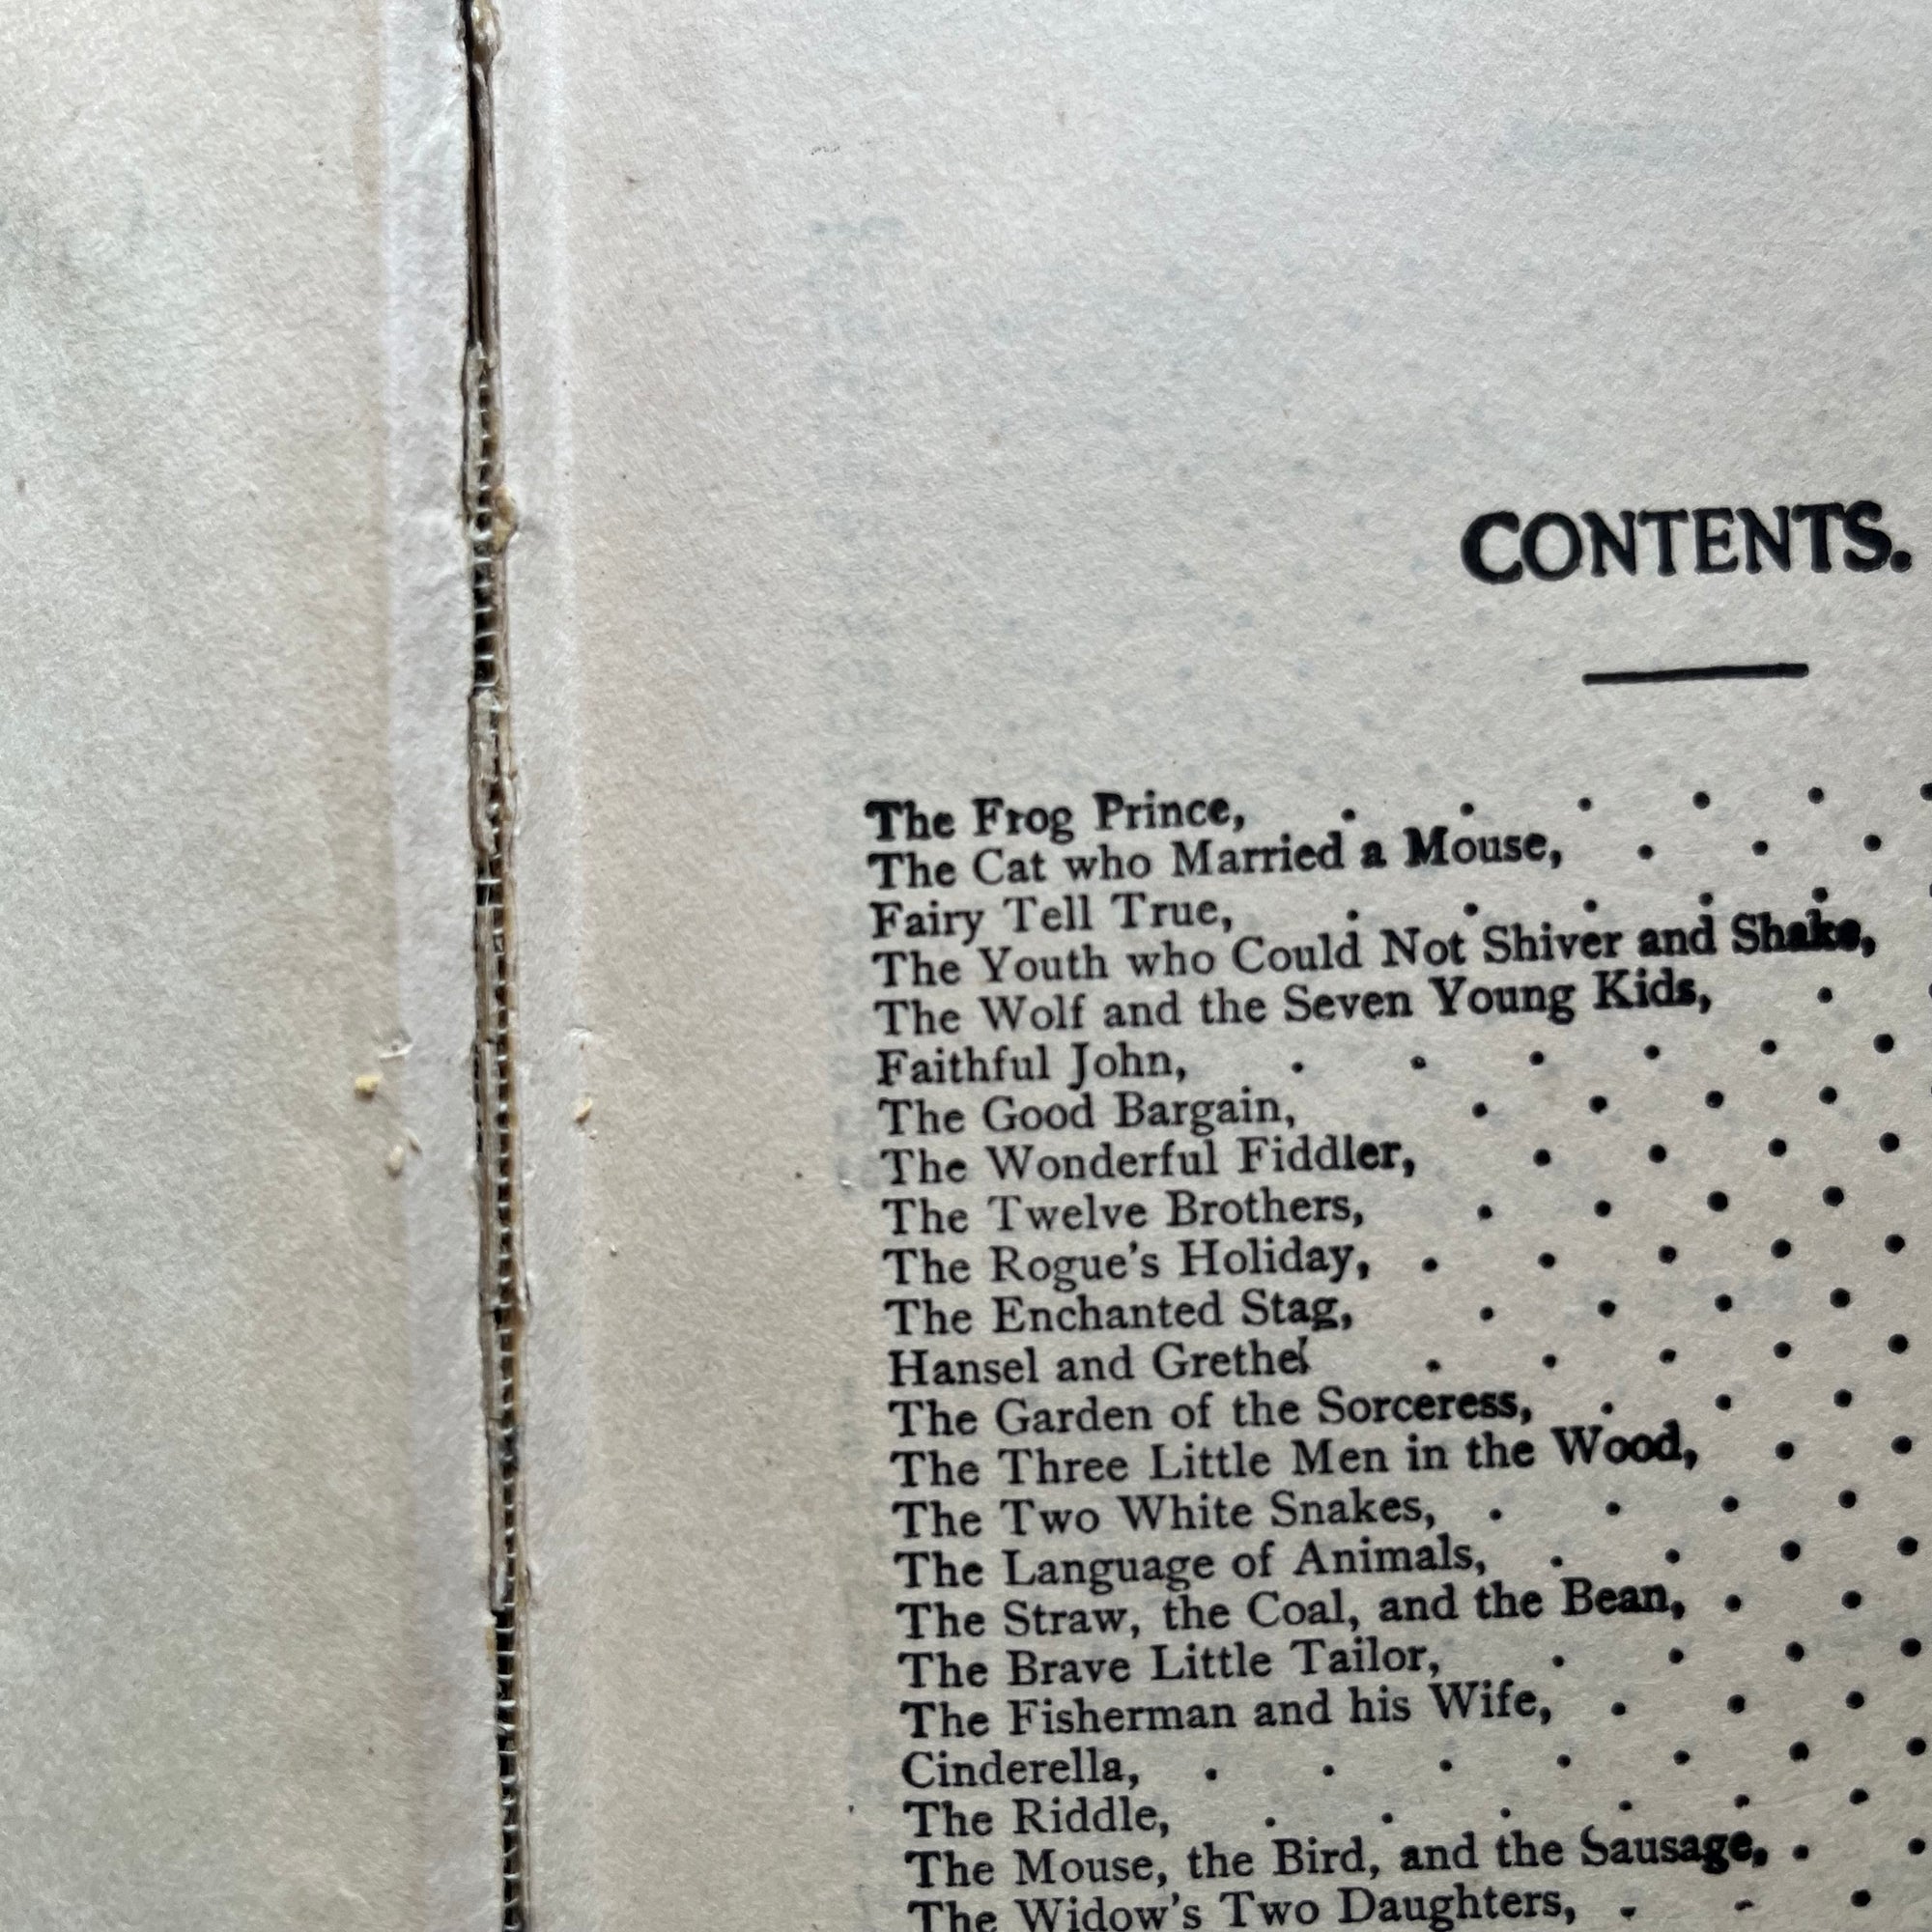 CONTENTS.
The Frog Prince, . . . . . .
The Cat who Married a Mouse, . . .
Fairy Tell True, . . . . .
The Youth who Could Not Shiver and Shake,
The Wolf and the Seven Young Kids, .
Faithful John, . . . . . .
The Good Bargain, . . . .
The Wonderful Fiddler, . . . .
The Twelve Brothers, . . . .
The Rogue's Holiday, . . . . .
The Enchanted Stag, . . . .
Hansel and Grethel . . . . .
The Garden of the Sorceress, . . .
The Three Little Men in the Wood, . .
The Two White Snakes, . . . .
The Language of Animals, . . . .
The Straw, the Coal, and the Bean, . .
The Brave Little Tailor, . . . .
The Fisherman and his Wife, . . .
Cinderella, . . . . . . .
The Riddle, . . . . . .
The Mouse, the Bird, and the Sausage, . .
The Widow's Two Daughters, . . .